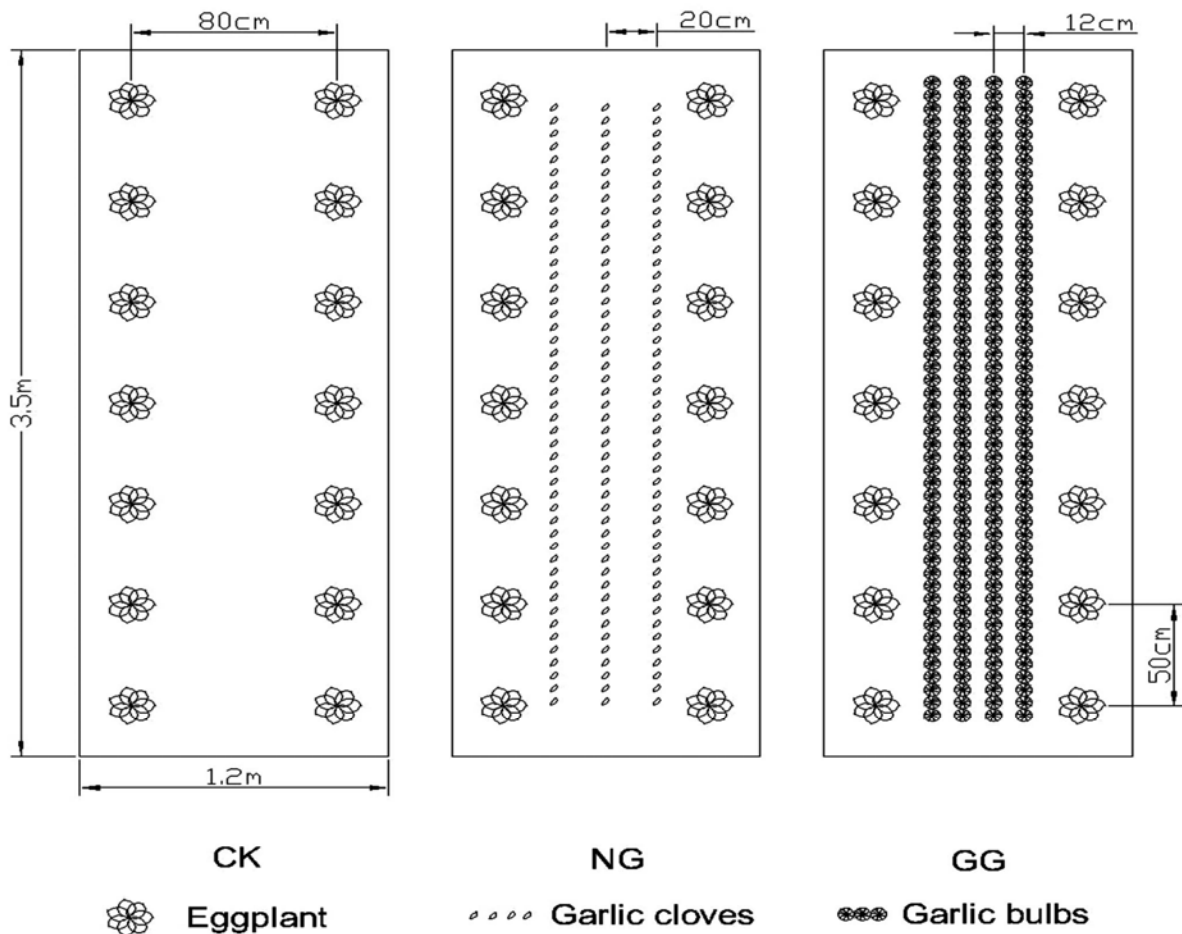 80cm
20cm
12cm
3.5m
50cm
1.2m
CK
NG
GG
Eggplant
Garlic cloves
Garlic bulbs